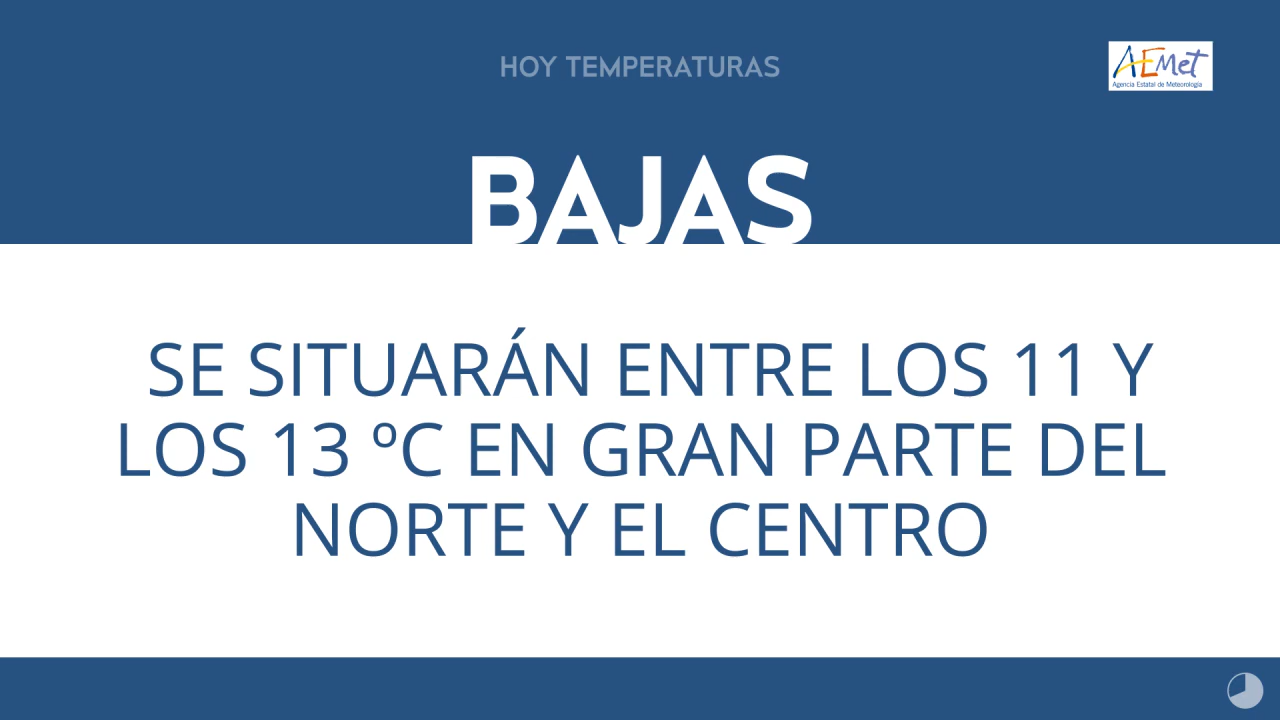 HOY TEMPERATURAS
AEMet
Agencia Estatal de Meteorología
BAJAS
SE SITUARÁN ENTRE LOS 11 Y
LOS 13 ºC EN GRAN PARTE DEL
NORTE Y EL CENTRO